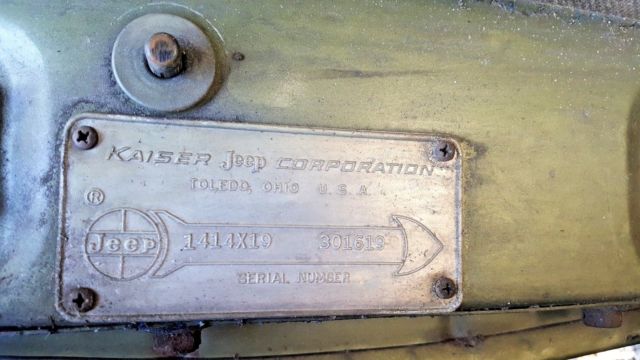 KAISER Jeep CORPORATION
TOLEDO, OHIO U.S.A.
®
Jeep 1414X19 301619
SERIAL NUMBER